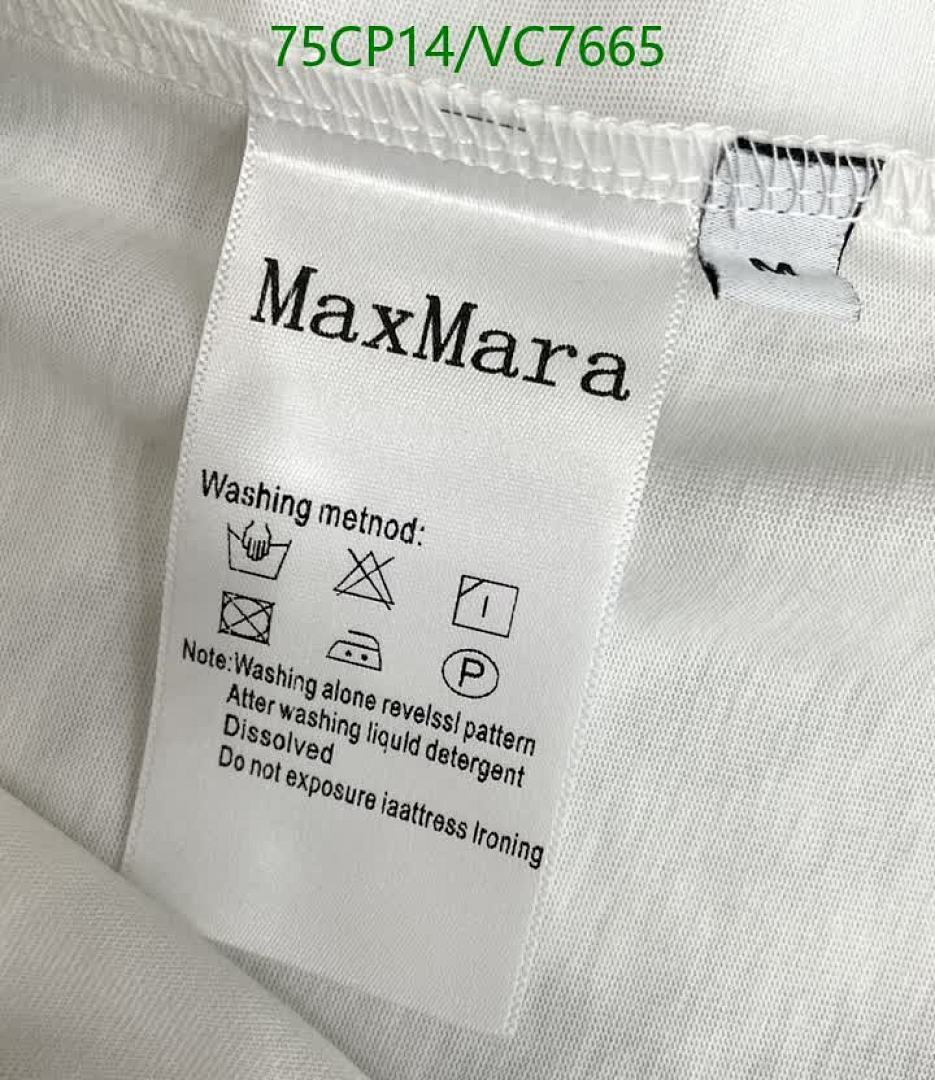 75CP14/VC7665
MaxMara
M
Washing metnod:
P
Note:Washing alone revelssl pattern
Atter washing liquld detergent
Dissolved
Do not exposure iaattress Ironing